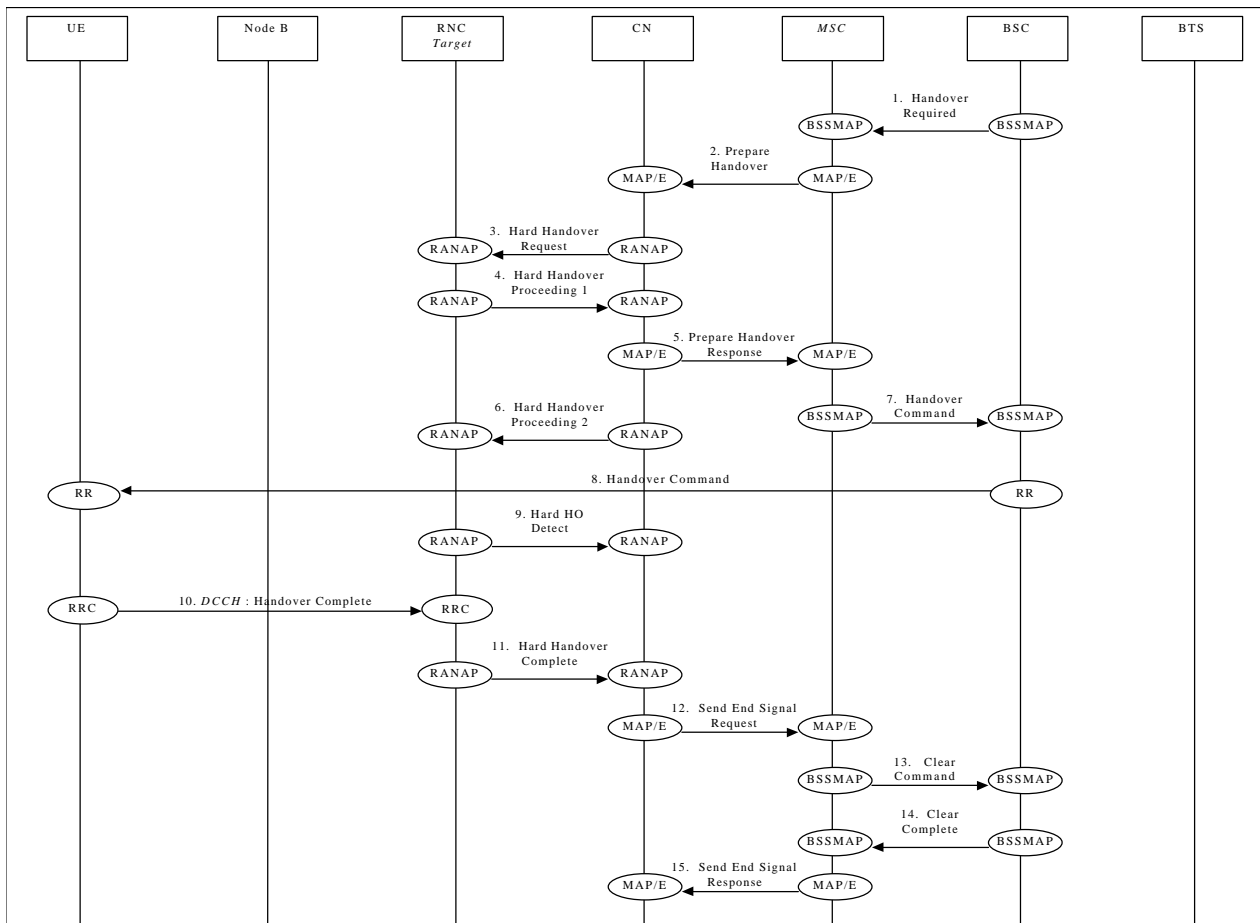 UE
Node B
RNC
Target
CN
MSC
BSC
BTS
1. Handover
Required
BSSMAP
BSSMAP
2. Prepare
Handover
MAP/E
MAP/E
3. Hard Handover
Request
RANAP
RANAP
4. Hard Handover
Proceeding 1
RANAP
RANAP
5. Prepare Handover
Response
MAP/E
MAP/E
7. Handover
Command
BSSMAP
BSSMAP
6. Hard Handover
Proceeding 2
RANAP
RANAP
8. Handover Command
RR
RR
9. Hard HO
Detect
RANAP
RANAP
10. DCCH : Handover Complete
RRC
RRC
11. Hard Handover
Complete
RANAP
RANAP
12. Send End Signal
Request
MAP/E
MAP/E
13. Clear
Command
BSSMAP
BSSMAP
14. Clear
Complete
BSSMAP
BSSMAP
15. Send End Signal
Response
MAP/E
MAP/E